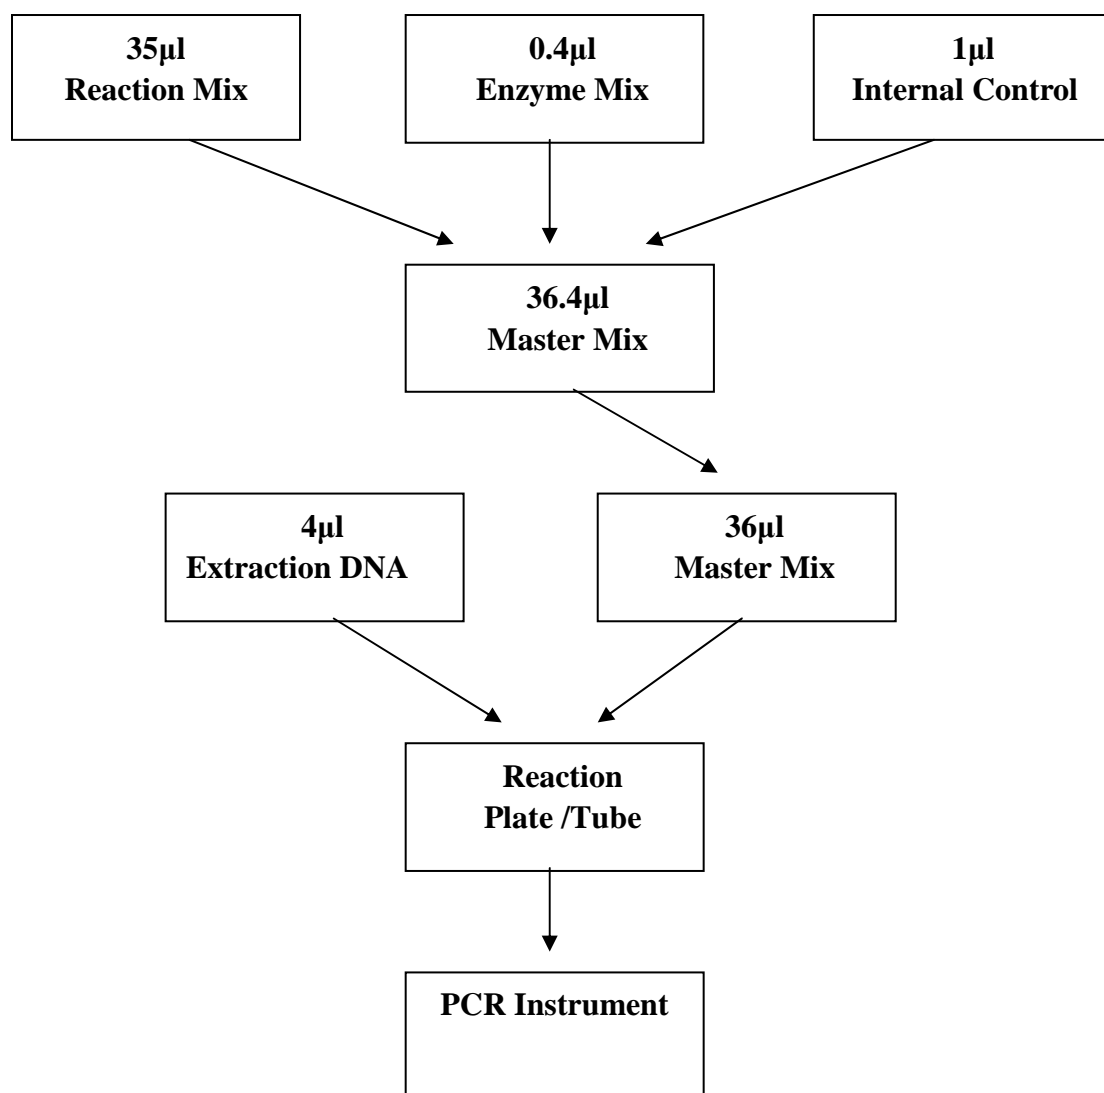 35μl
Reaction Mix
0.4μl
Enzyme Mix
1μl
Internal Control
36.4μl
Master Mix
4μl
Extraction DNA
36μl
Master Mix
Reaction
Plate /Tube
PCR Instrument